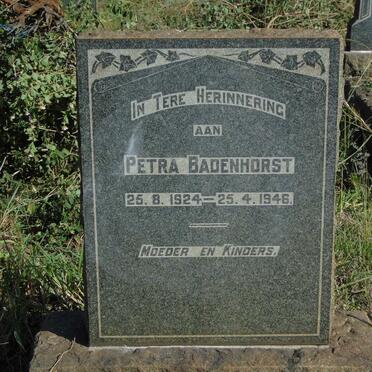 In Tere Herinnering
aan
Petra Badenhorst
25. 8. 1924 — 25. 4. 1946.
Moeder en Kinders.